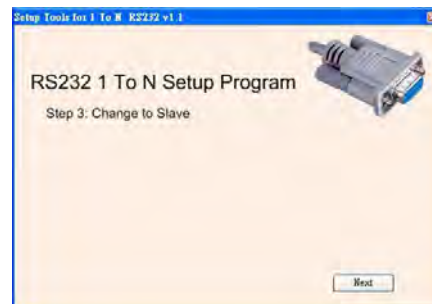 Setup Tools for 1 To N RS232 v1.1
RS232 1 To N Setup Program
Step 3: Change to Slave
Next